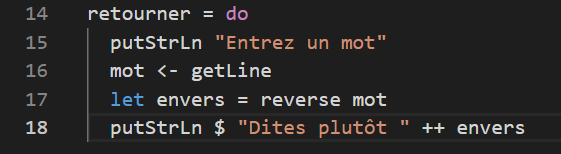 14 retourner = do
15   putStrLn "Entrez un mot"
16   mot <- getLine
17   let envers = reverse mot
18   putStrLn $ "Dites plutôt " ++ envers